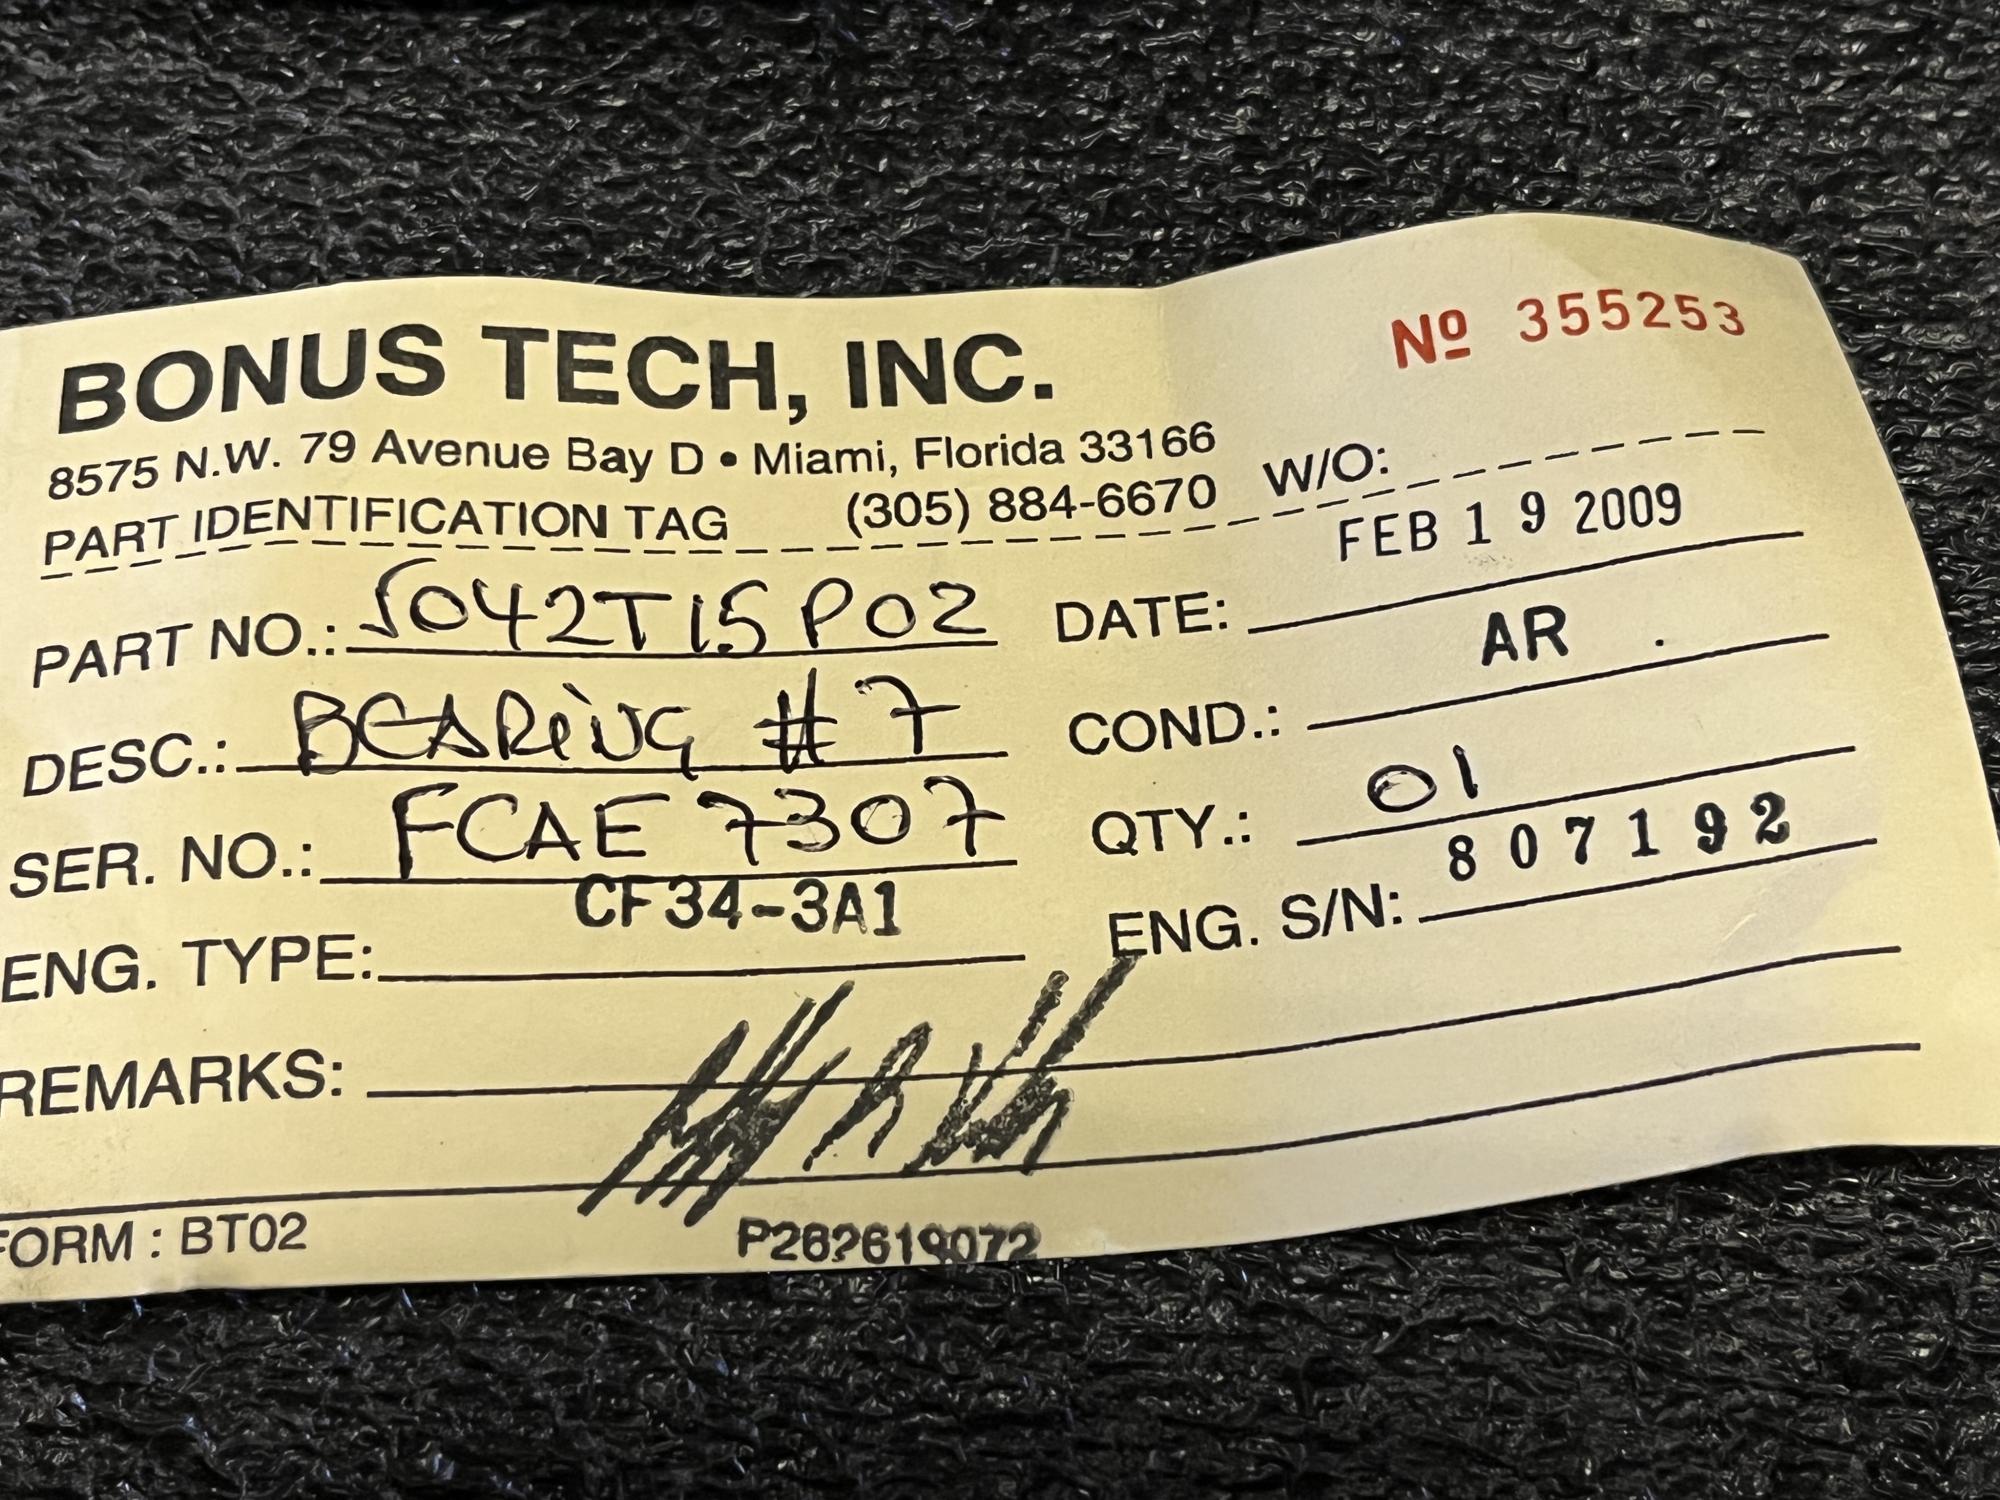 BONUS TECH, INC.
Nº 355253
8575 N.W. 79 Avenue Bay D • Miami, Florida 33166
PART IDENTIFICATION TAG (305) 884-6670 W/O:
PART NO.: 5042T15P02 DATE: FEB 19 2009
DESC.: BEARiNG #7 COND.: AR
SER. NO.: FCAE7307 QTY.: 01
ENG. TYPE: CF34-3A1 ENG. S/N: 807192
REMARKS:
FORM : BT02